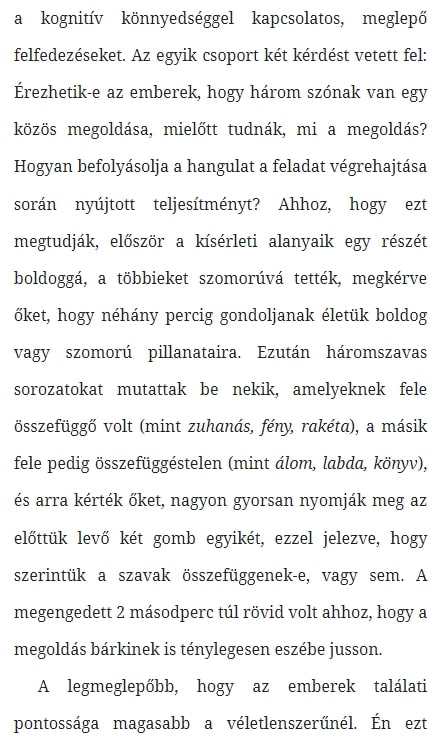 a kognitív könnyedséggel kapcsolatos, meglepő
felfedezéseket. Az egyik csoport két kérdést vetett fel:
Érezhetik-e az emberek, hogy három szónak van egy
közös megoldása, mielőtt tudnák, mi a megoldás?
Hogyan befolyásolja a hangulat a feladat végrehajtása
során nyújtott teljesítményt? Ahhoz, hogy ezt
megtudják, először a kísérleti alanyaik egy részét
boldoggá, a többieket szomorúvá tették, megkérve
őket, hogy néhány percig gondoljanak életük boldog
vagy szomorú pillanataira. Ezután háromszavas
sorozatokat mutattak be nekik, amelyeknek fele
összefüggő volt (mint zuhanás, fény, rakéta), a másik
fele pedig összefüggéstelen (mint álom, labda, könyv),
és arra kérték őket, nagyon gyorsan nyomják meg az
előttük levő két gomb egyikét, ezzel jelezve, hogy
szerintük a szavak összefüggenek-e, vagy sem. A
megengedett 2 másodperc túl rövid volt ahhoz, hogy a
megoldás bárkinek is ténylegesen eszébe jusson.
A legmeglepőbb, hogy az emberek találati
pontossága magasabb a véletlenszerűnél. Én ezt